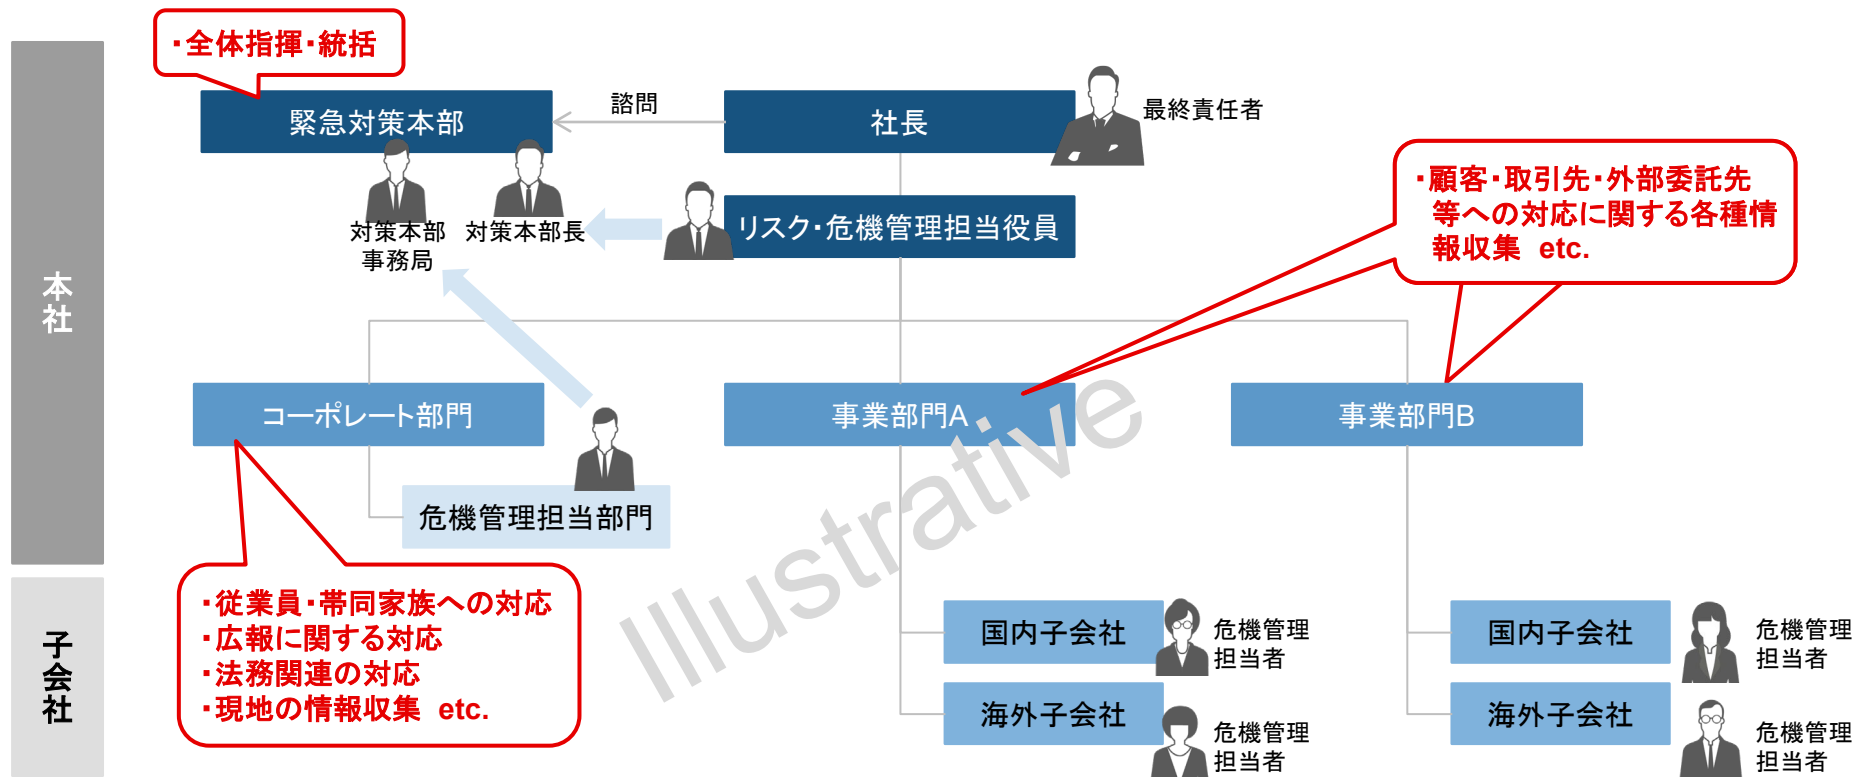 ・全体指揮・統括
緊急対策本部
諮問
社長
最終責任者
・顧客・取引先・外部委託先
等への対応に関する各種情
報収集 etc.
対策本部
事務局
対策本部長
リスク・危機管理担当役員
本社
コーポレート部門
事業部門A
事業部門B
危機管理担当部門
Illustrative
・従業員・帯同家族への対応
・広報に関する対応
・法務関連の対応
・現地の情報収集 etc.
子会社
国内子会社
危機管理
担当者
国内子会社
危機管理
担当者
海外子会社
危機管理
担当者
海外子会社
危機管理
担当者